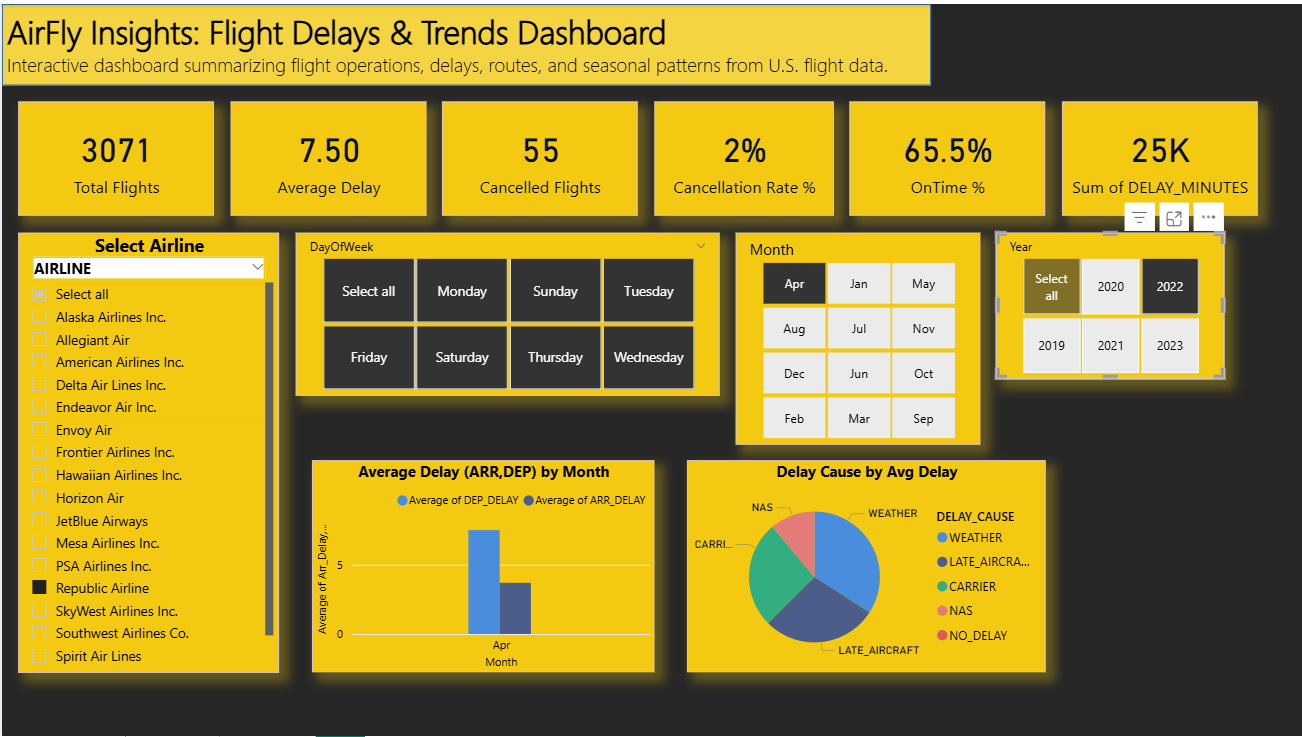 AirFly Insights: Flight Delays & Trends Dashboard
Interactive dashboard summarizing flight operations, delays, routes, and seasonal patterns from U.S. flight data.
3071
Total Flights
7.50
Average Delay
55
Cancelled Flights
2%
Cancellation Rate %
65.5%
OnTime %
25K
Sum of DELAY_MINUTES
Select Airline
AIRLINE
Select all
Alaska Airlines Inc.
Allegiant Air
American Airlines Inc.
Delta Air Lines Inc.
Endeavor Air Inc.
Envoy Air
Frontier Airlines Inc.
Hawaiian Airlines Inc.
Horizon Air
JetBlue Airways
Mesa Airlines Inc.
PSA Airlines Inc.
Republic Airline
SkyWest Airlines Inc.
Southwest Airlines Co.
Spirit Air Lines
DayOfWeek
Select all Monday Sunday Tuesday
Friday Saturday Thursday Wednesday
Month
Apr Jan May
Aug Jul Nov
Dec Jun Oct
Feb Mar Sep
Year
Select all 2020 2022
2019 2021 2023
Average Delay (ARR,DEP) by Month
Average of DEP_DELAY Average of ARR_DELAY
Average of Arr_Delay,...
5
0
Apr
Month
Delay Cause by Avg Delay
NAS
WEATHER
CARRI...
LATE_AIRCRAFT
DELAY_CAUSE
WEATHER
LATE_AIRCRA...
CARRIER
NAS
NO_DELAY